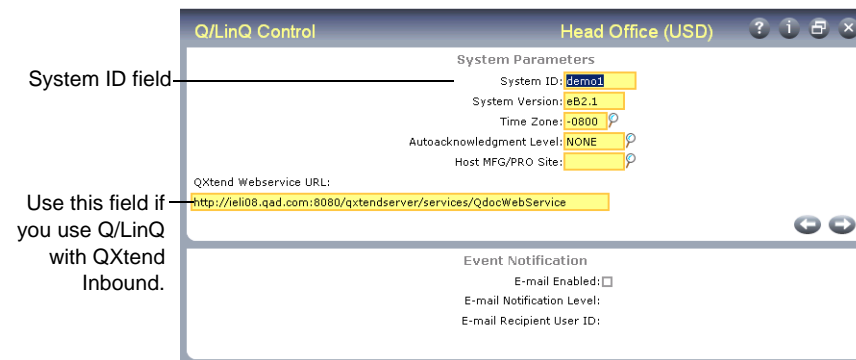 Q/LinQ Control Head Office (USD) ? i
System Parameters
System ID field
System ID: demo1
System Version: eB2.1
Time Zone: -0800
Autoacknowledgment Level: NONE
Host MFG/PRO Site:
QXtend Webservice URL:
http://ieli08.qad.com:8080/qxtendserver/services/QdocWebService
Use this field if
you use Q/LinQ
with QXtend
Inbound.
Event Notification
E-mail Enabled:
E-mail Notification Level:
E-mail Recipient User ID: